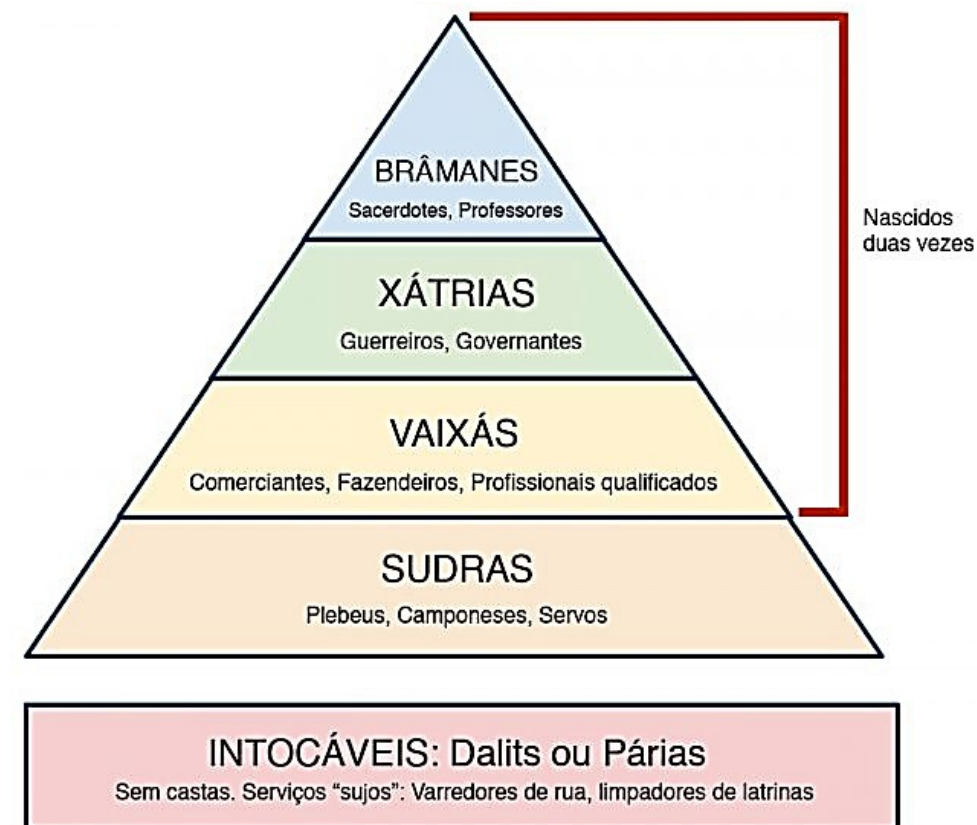 BRÂMANES
Sacerdotes, Professores
Nascidos
duas vezes
XÁTRIAS
Guerreiros, Governantes
VAIXÁS
Comerciantes, Fazendeiros, Profissionais qualificados
SUDRAS
Plebeus, Camponeses, Servos
INTOCÁVEIS: Dalits ou Párias
Sem castas. Serviços “sujos”: Varredores de rua, limpadores de latrinas